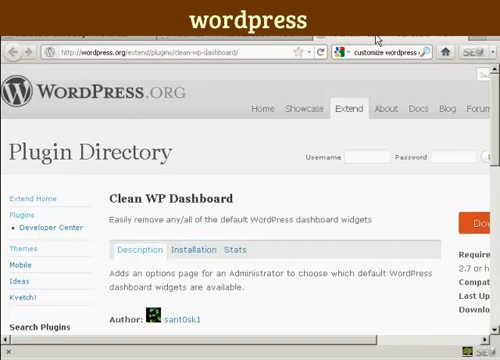 wordpress
http://wordpress.org/extend/plugins/clean-wp-dashboard/
customize wordpress
SEO
WORDPRESS.ORG
Home Showcase Extend About Docs Blog Forum
Plugin Directory
Username Password
Extend Home
Plugins
• Developer Center
Themes
Mobile
Ideas
Kvetch!
Search Plugins
Clean WP Dashboard
Easily remove any/all of the default WordPress dashboard widgets
Description Installation Stats
Adds an options page for an Administrator to choose which default WordPress
dashboard widgets are available.
Author: sant0sk1
Dow
Require
2.7 or h
Compat
Last Up
Downlo
SEO